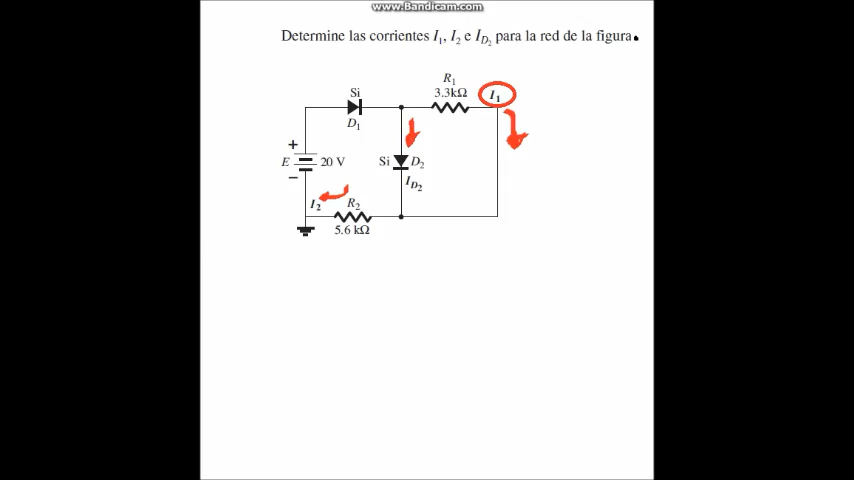 www.Bandicam.com
Determine las corrientes I1, I2 e ID2 para la red de la figura.
R1
Si
3.3kΩ
I1
D1
+
E
20 V
Si
D2
−
ID2
I2
R2
5.6 kΩ